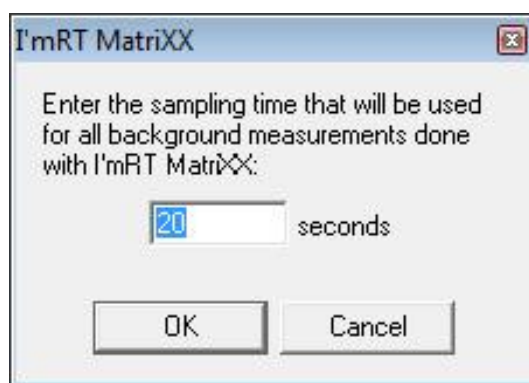 I'mRT MatriXX
Enter the sampling time that will be used
for all background measurements done
with I'mRT MatriXX:
20 seconds
OK Cancel